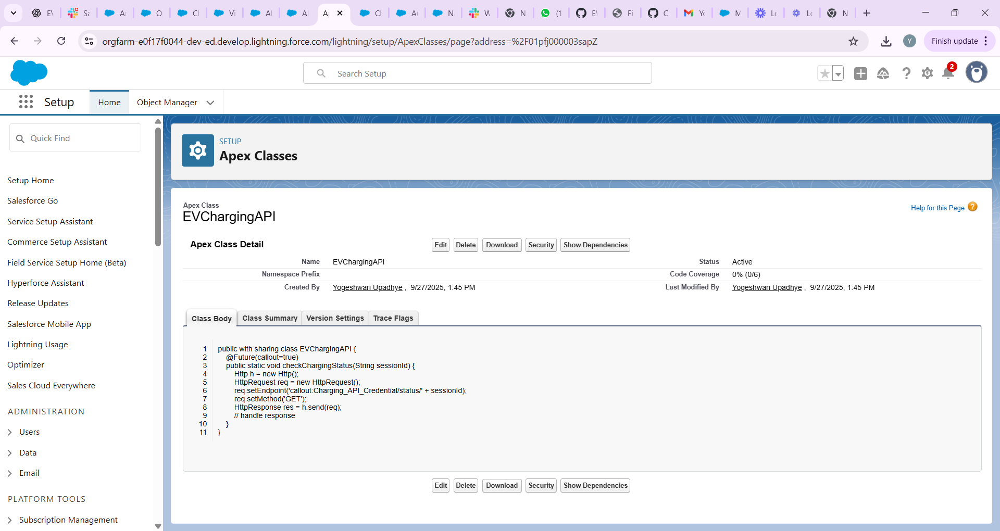 EV
Sa
A
O
Cl
Vi
Al
Al
A
Cl
A
N
W
N
(1
EV
Fi
C
Yo
M
Lo
Lo
N
orgfarm-e0f17f0044-dev-ed.develop.lightning.force.com/lightning/setup/ApexClasses/page?address=%2F01pfj000003sapZ
Y
Finish update
Search Setup
2
Setup
Home
Object Manager
Quick Find
Setup Home
Salesforce Go
Service Setup Assistant
Commerce Setup Assistant
Field Service Setup Home (Beta)
Hyperforce Assistant
Release Updates
Salesforce Mobile App
Lightning Usage
Optimizer
Sales Cloud Everywhere
ADMINISTRATION
Users
Data
Email
PLATFORM TOOLS
Subscription Management
SETUP
Apex Classes
Apex Class
EVChargingAPI
Help for this Page ?
Apex Class Detail
Edit Delete Download Security Show Dependencies
Name EVChargingAPI Status Active
Namespace Prefix Code Coverage 0% (0/6)
Created By Yogeshwari Upadhye , 9/27/2025, 1:45 PM Last Modified By Yogeshwari Upadhye , 9/27/2025, 1:45 PM
Class Body Class Summary Version Settings Trace Flags
1 public with sharing class EVChargingAPI {
2 @Future(callout=true)
3 public static void checkChargingStatus(String sessionId) {
4 Http h = new Http();
5 HttpRequest req = new HttpRequest();
6 req.setEndpoint('callout:Charging_API_Credential/status/' + sessionId);
7 req.setMethod('GET');
8 HttpResponse res = h.send(req);
9 // handle response
10 }
11 }
Edit Delete Download Security Show Dependencies